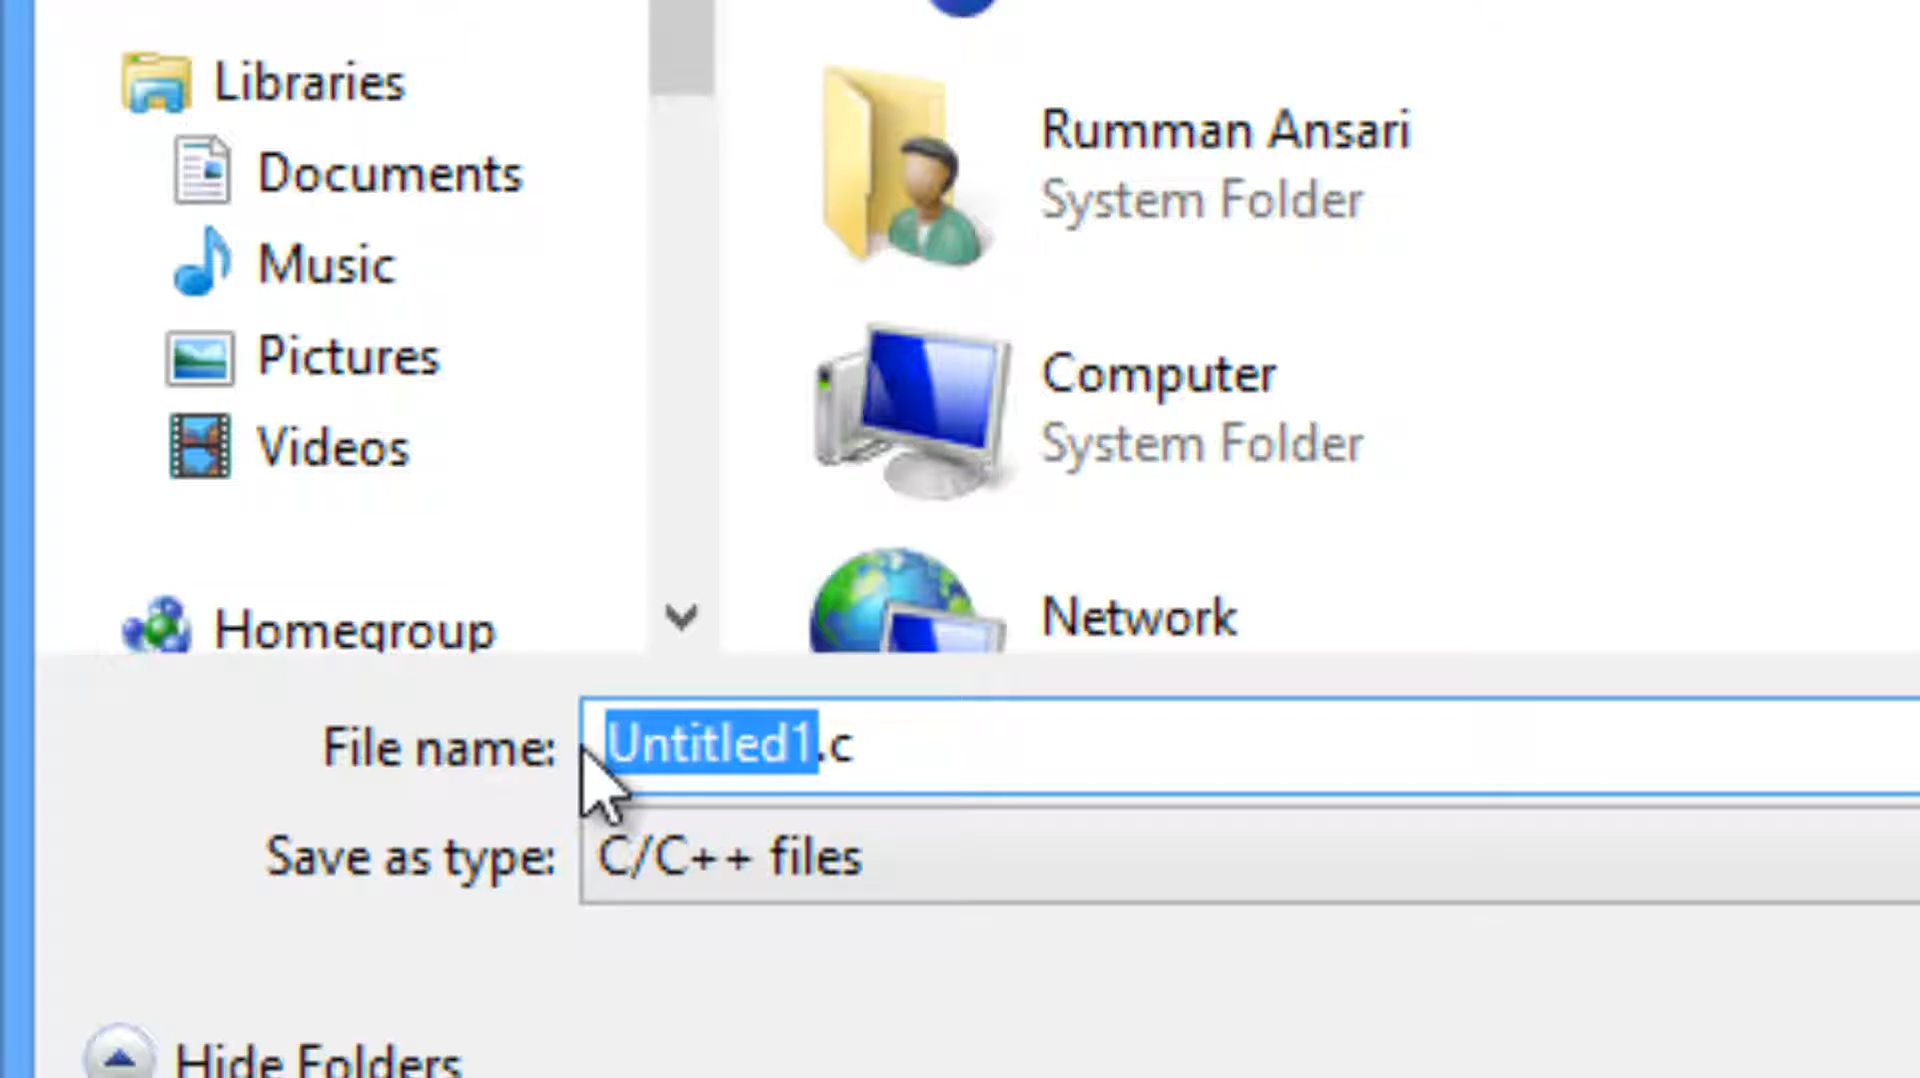 Libraries
Documents
Music
Pictures
Videos
Homegroup
Rumman Ansari
System Folder
Computer
System Folder
Network
File name: Untitled1.c
Save as type: C/C++ files
Hide Folders